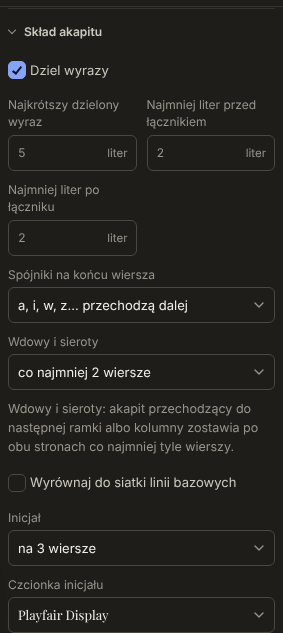 Skład akapitu
Dziel wyrazy
Najkrótszy dzielony wyraz
Najmniej liter przed łącznikiem
5 liter
2 liter
Najmniej liter po łączniku
2 liter
Spójniki na końcu wiersza
a, i, w, z... przechodzą dalej
Wdowy i sieroty
co najmniej 2 wiersze
Wdowy i sieroty: akapit przechodzący do
następnej ramki albo kolumny zostawia po
obu stronach co najmniej tyle wierszy.
Wyrównaj do siatki linii bazowych
Inicjał
na 3 wiersze
Czcionka inicjału
Playfair Display